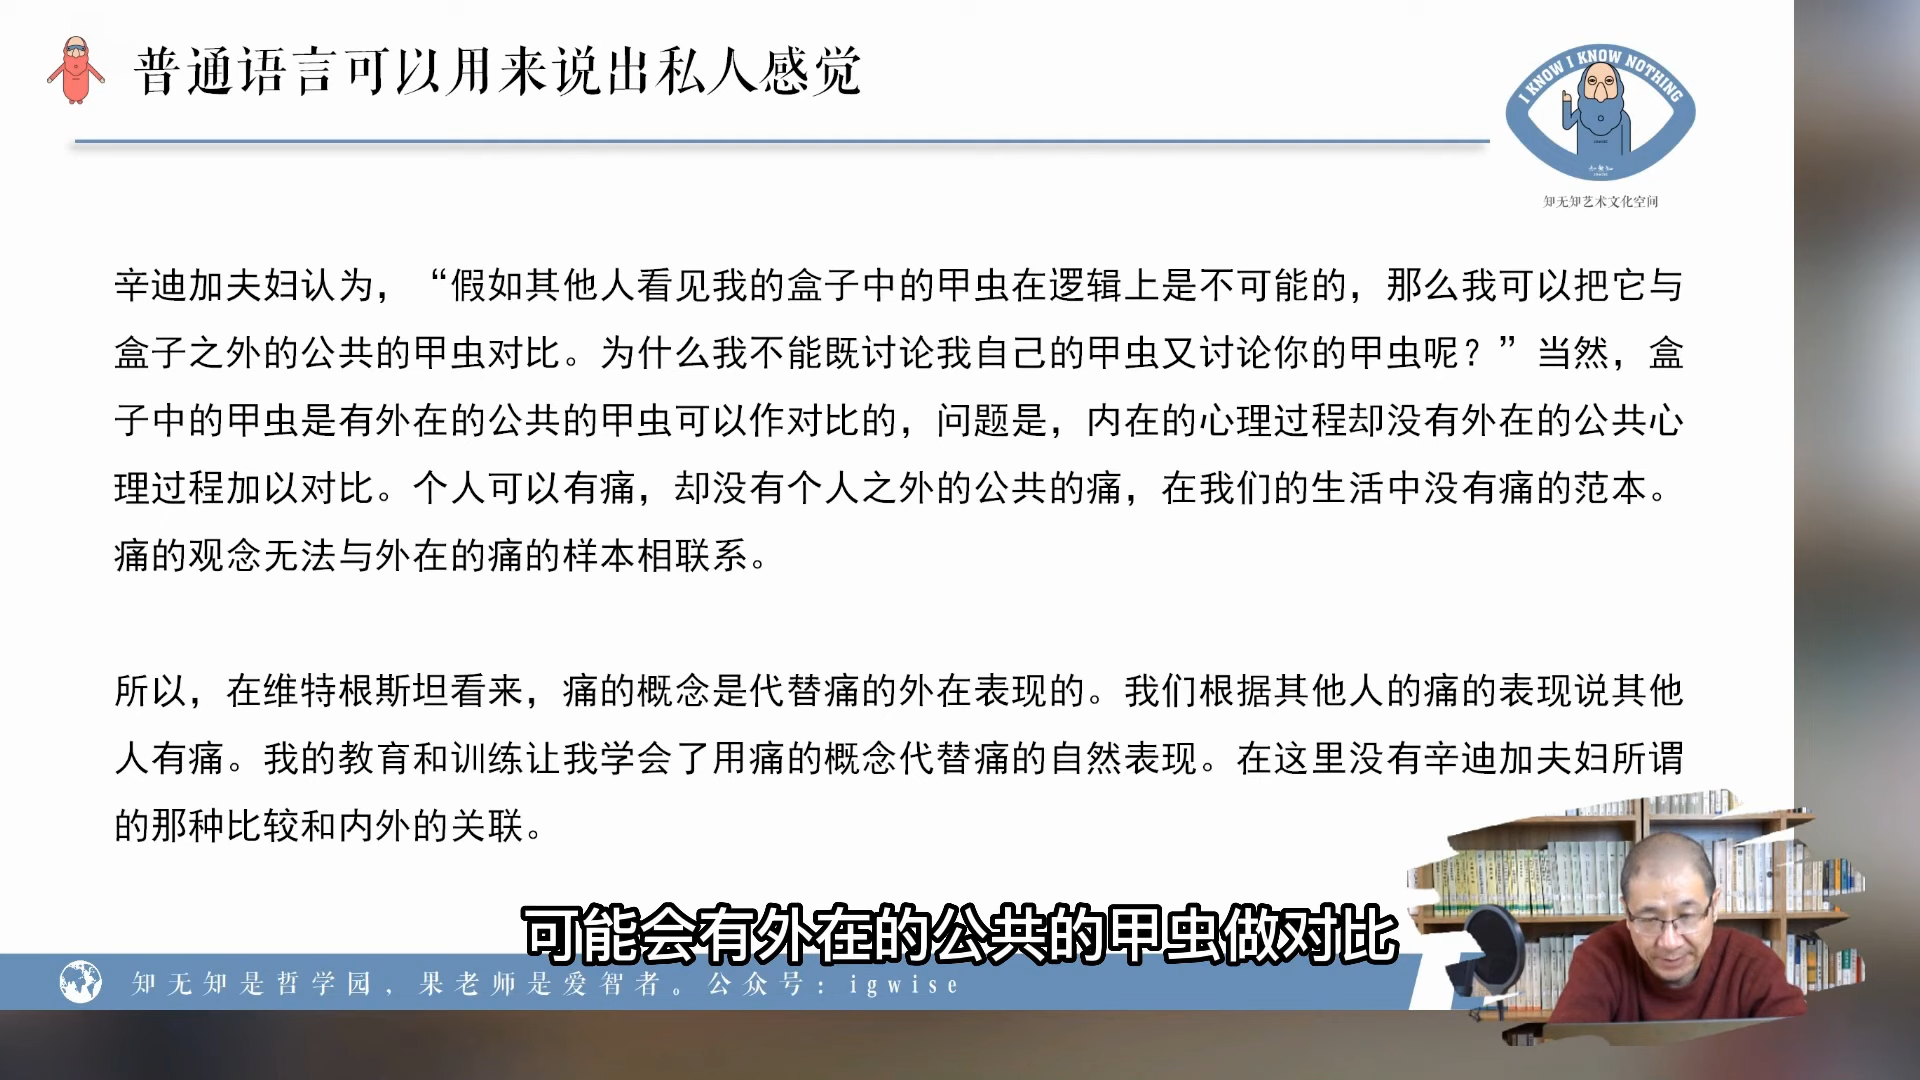 普通语言可以用来说出私人感觉
I KNOW I KNOW NOTHING
知无知艺术文化空间
辛迪加夫妇认为，“假如其他人看见我的盒子中的甲虫在逻辑上是不可能的，那么我可以把它与
盒子之外的公共的甲虫对比。为什么我不能既讨论我自己的甲虫又讨论你的甲虫呢？”当然，盒
子中的甲虫是有外在的公共的甲虫可以作对比的，问题是，内在的心理过程却没有外在的公共心
理过程加以对比。个人可以有痛，却没有个人之外的公共的痛，在我们的生活中没有痛的范本。
痛的观念无法与外在的痛的样本相联系。
所以，在维特根斯坦看来，痛的概念是代替痛的外在表现的。我们根据其他人的痛的表现说其他
人有痛。我的教育和训练让我学会了用痛的概念代替痛的自然表现。在这里没有辛迪加夫妇所谓
的那种比较和内外的关联。
可能会有外在的公共的甲虫做对比
知无知是哲学园，果老师是爱智者。公众号：igwise